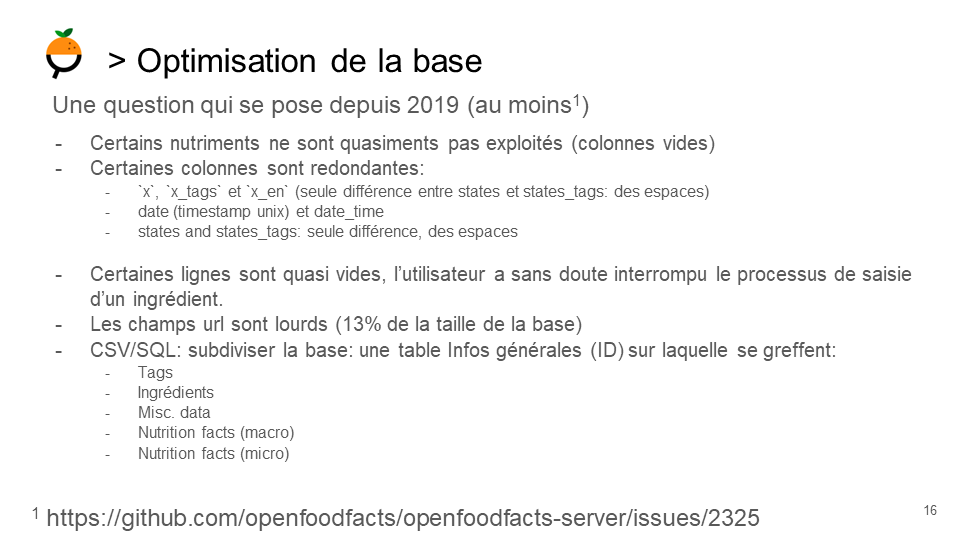 > Optimisation de la base
Une question qui se pose depuis 2019 (au moins¹)
- Certains nutriments ne sont quasiments pas exploités (colonnes vides)
- Certaines colonnes sont redondantes:
- `x`, `x_tags` et `x_en` (seule différence entre states et states_tags: des espaces)
- date (timestamp unix) et date_time
- states and states_tags: seule différence, des espaces
- Certaines lignes sont quasi vides, l’utilisateur a sans doute interrompu le processus de saisie
d’un ingrédient.
- Les champs url sont lourds (13% de la taille de la base)
- CSV/SQL: subdiviser la base: une table Infos générales (ID) sur laquelle se greffent:
- Tags
- Ingrédients
- Misc. data
- Nutrition facts (macro)
- Nutrition facts (micro)
¹ https://github.com/openfoodfacts/openfoodfacts-server/issues/2325
16